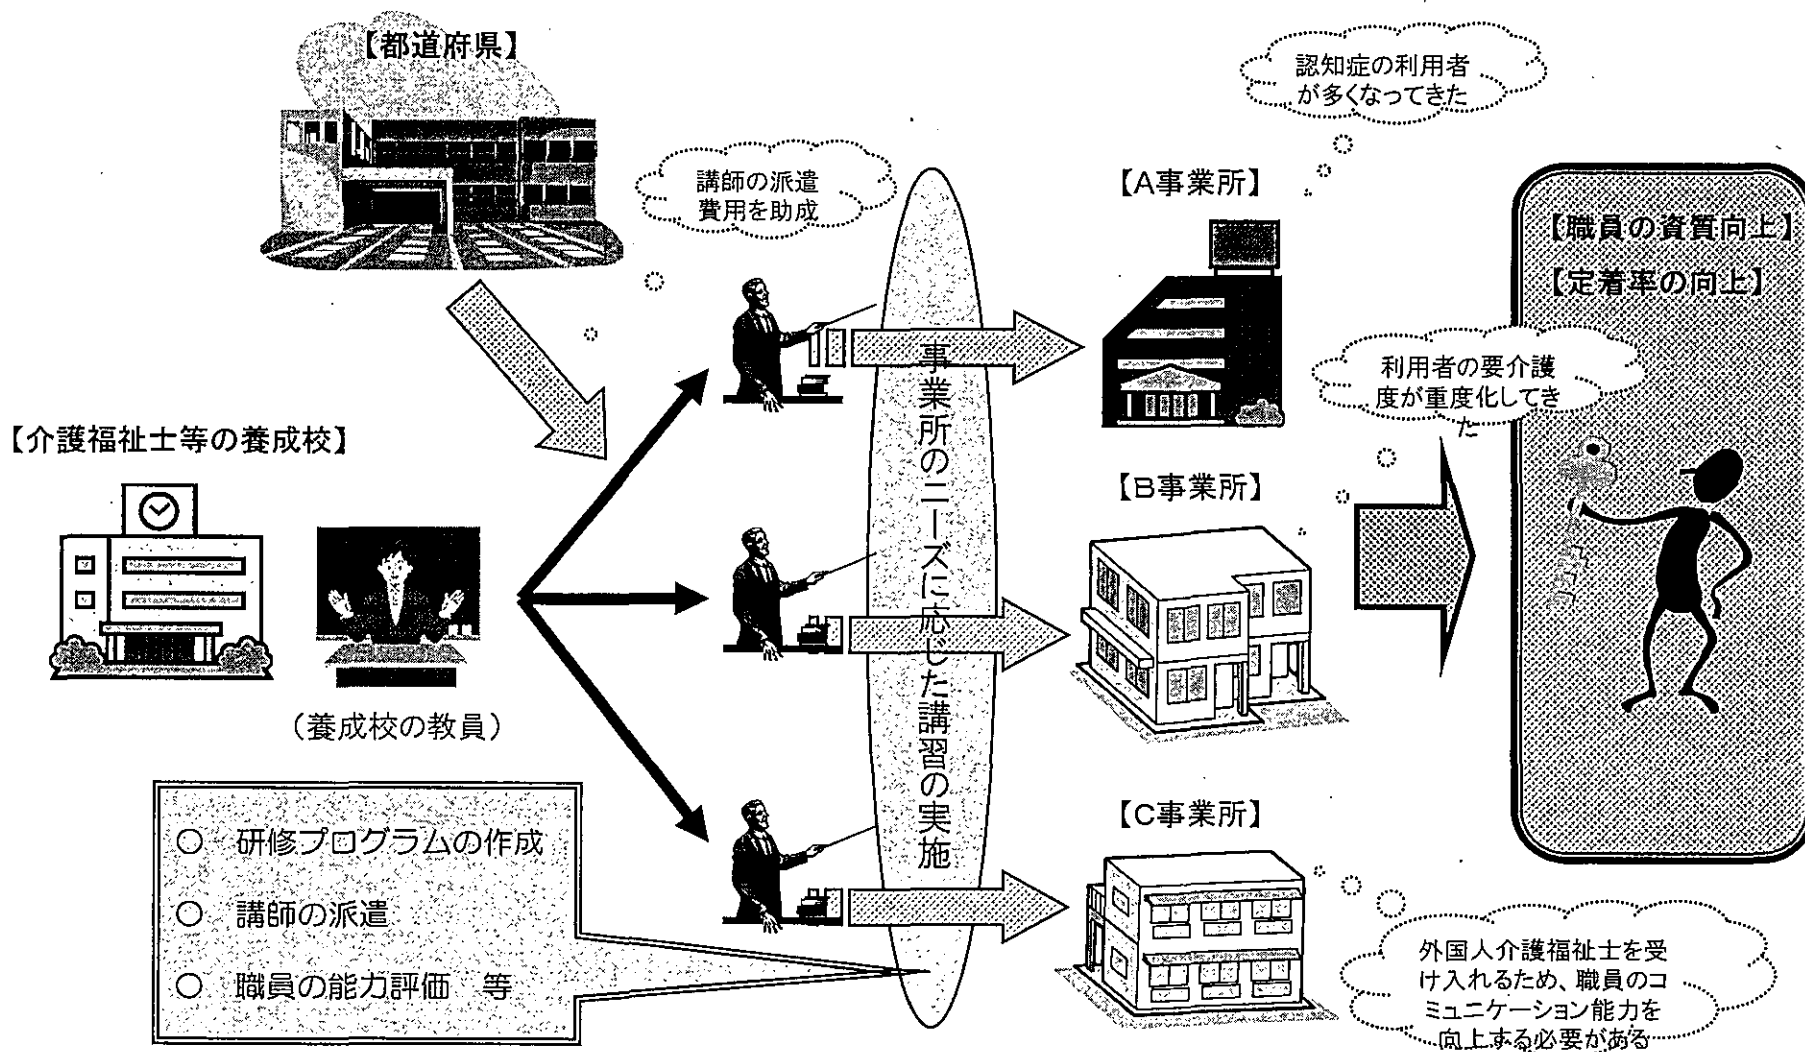 【都道府県】
認知症の利用者
が多くなってきた
講師の派遣
費用を助成
【A事業所】
【職員の資質向上】
【定着率の向上】
利用者の要介護
度が重度化してき
た
【介護福祉士等の養成校】
【B事業所】
事業所のニーズに応じた講習の実施
（養成校の教員）
【C事業所】
○ 研修プログラムの作成
○ 講師の派遣
○ 職員の能力評価 等
外国人介護福祉士を受
け入れるため、職員のコ
ミュニケーション能力を
向上する必要がある